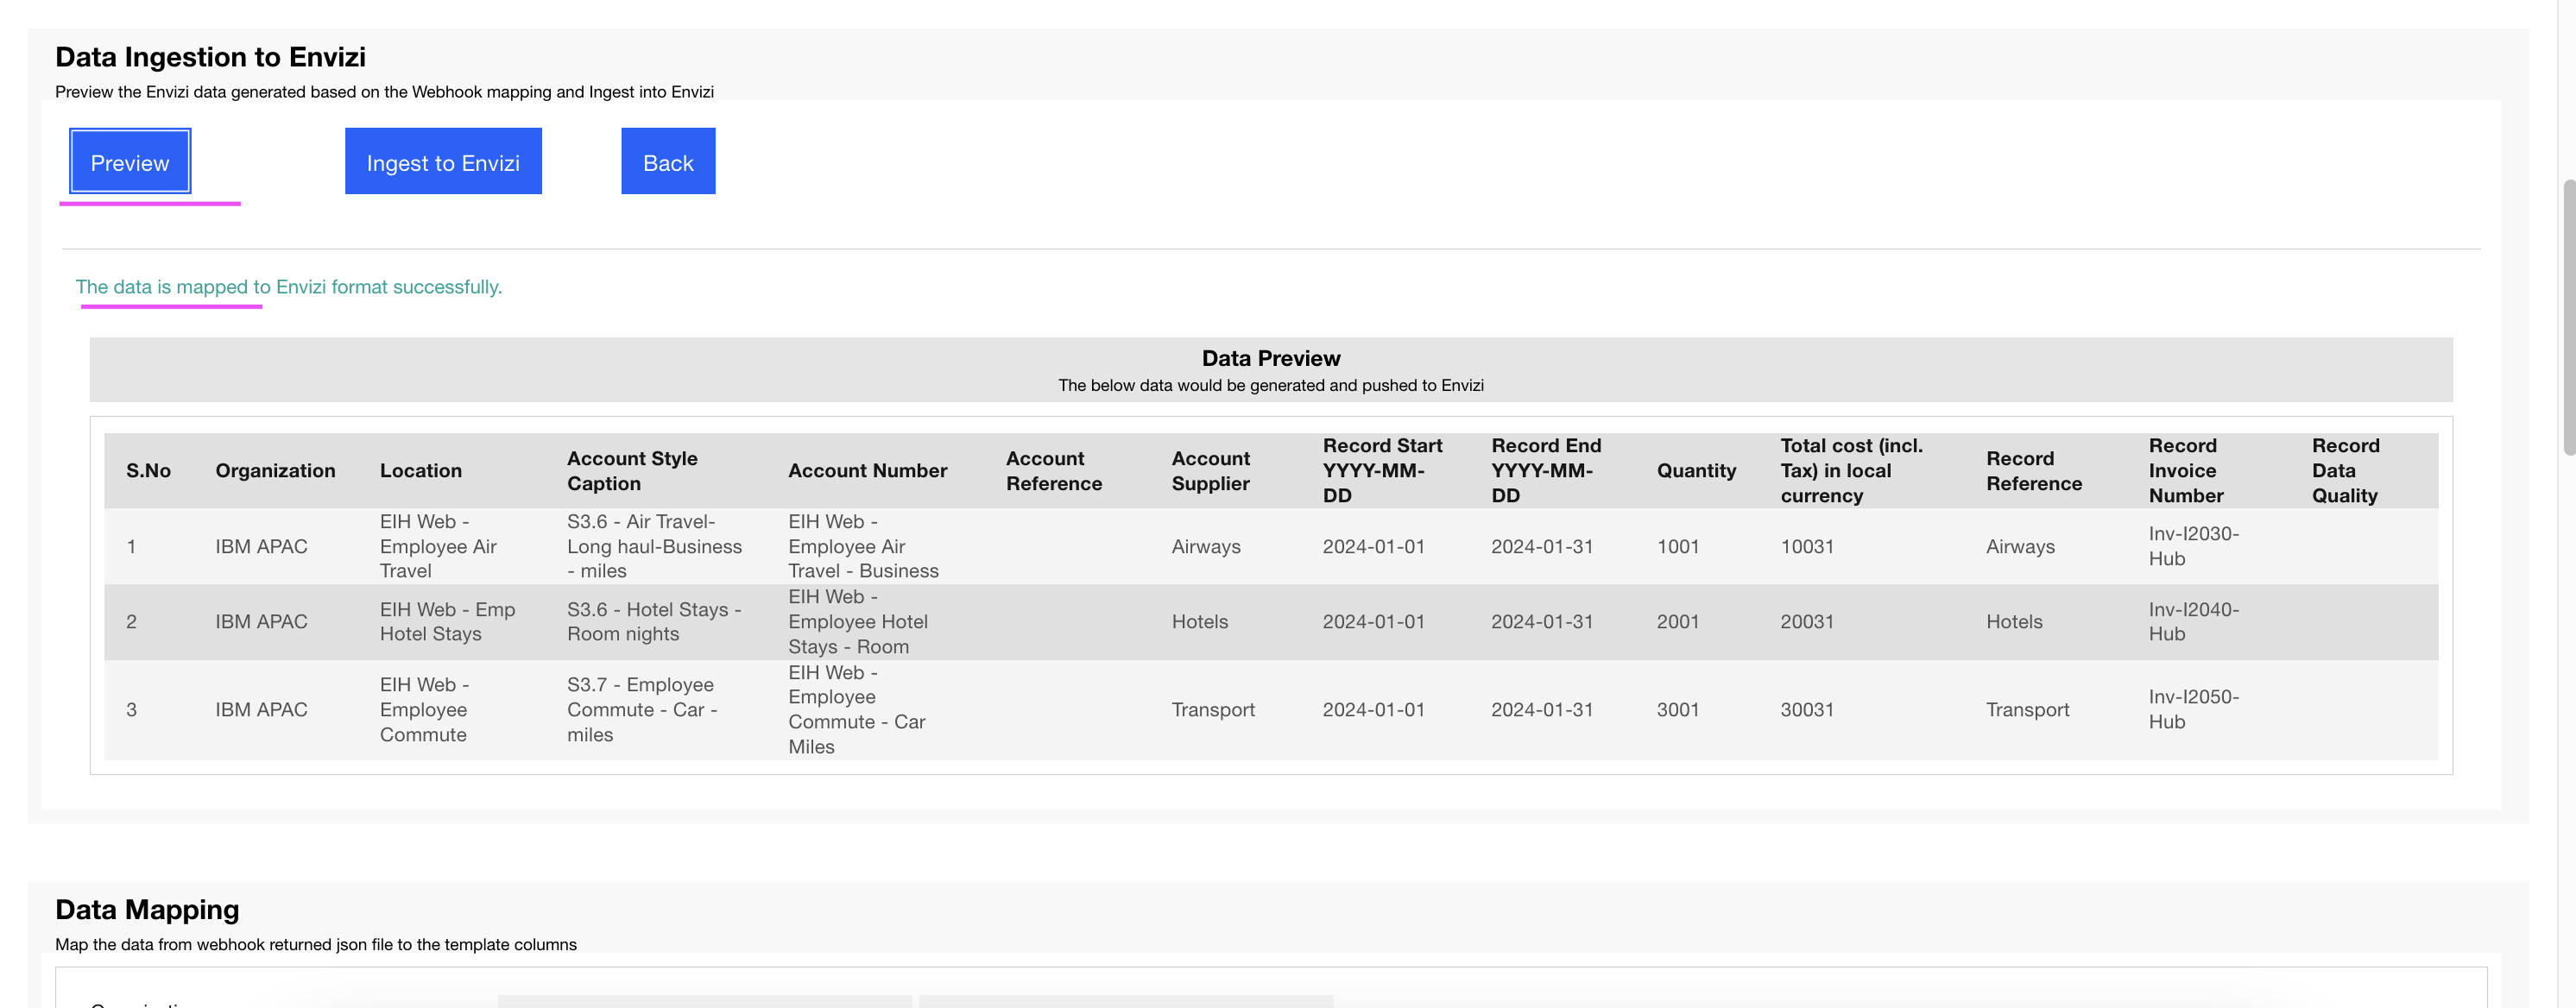 Data Ingestion to Envizi
Preview the Envizi data generated based on the Webhook mapping and Ingest into Envizi
Preview
Ingest to Envizi
Back
The data is mapped to Envizi format successfully.
Data Preview
The below data would be generated and pushed to Envizi
S.No
Organization
Location
Account Style
Caption
Account Number
Account
Reference
Account
Supplier
Record Start
YYYY-MM-
DD
Record End
YYYY-MM-
DD
Quantity
Total cost (incl.
Tax) in local
currency
Record
Reference
Record
Invoice
Number
Record
Data
Quality
1
IBM APAC
EIH Web -
Employee Air
Travel
S3.6 - Air Travel-
Long haul-Business
- miles
EIH Web -
Employee Air
Travel - Business
Airways
2024-01-01
2024-01-31
1001
10031
Airways
Inv-I2030-
Hub
2
IBM APAC
EIH Web - Emp
Hotel Stays
S3.6 - Hotel Stays -
Room nights
EIH Web -
Employee Hotel
Stays - Room
Hotels
2024-01-01
2024-01-31
2001
20031
Hotels
Inv-I2040-
Hub
3
IBM APAC
EIH Web -
Employee
Commute
S3.7 - Employee
Commute - Car -
miles
EIH Web -
Employee
Commute - Car
Miles
Transport
2024-01-01
2024-01-31
3001
30031
Transport
Inv-I2050-
Hub
Data Mapping
Map the data from webhook returned json file to the template columns